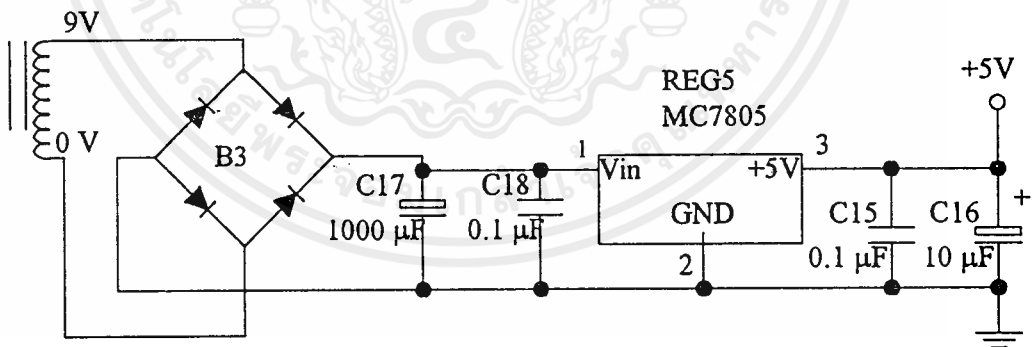 9V
0 V
B3
C17
1000 µF
C18
0.1 µF
REG5
MC7805
1
Vin
+5V
GND
2
3
C15
0.1 µF
C16
10 µF
+
+5V